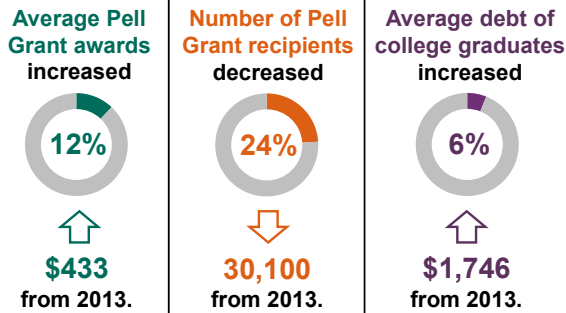 Average Pell
Grant awards
increased
12%
$433
from 2013.
Number of Pell
Grant recipients
decreased
24%
30,100
from 2013.
Average debt of
college graduates
increased
6%
$1,746
from 2013.